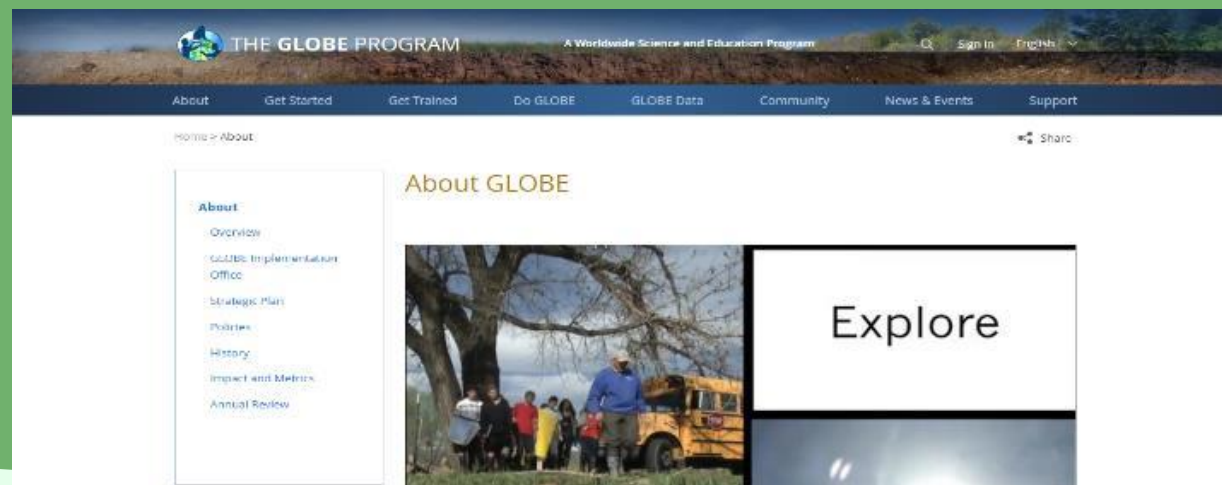 THE GLOBE PROGRAM
A Worldwide Science and Education Program
Sign In
English
About
Get Started
Get Trained
Do GLOBE
GLOBE Data
Community
News & Events
Support
Home > About
Share
About
Overview
GLOBE Implementation
Office
Strategic Plan
Policies
History
Impact and Metrics
Annual Review
About GLOBE
Explore